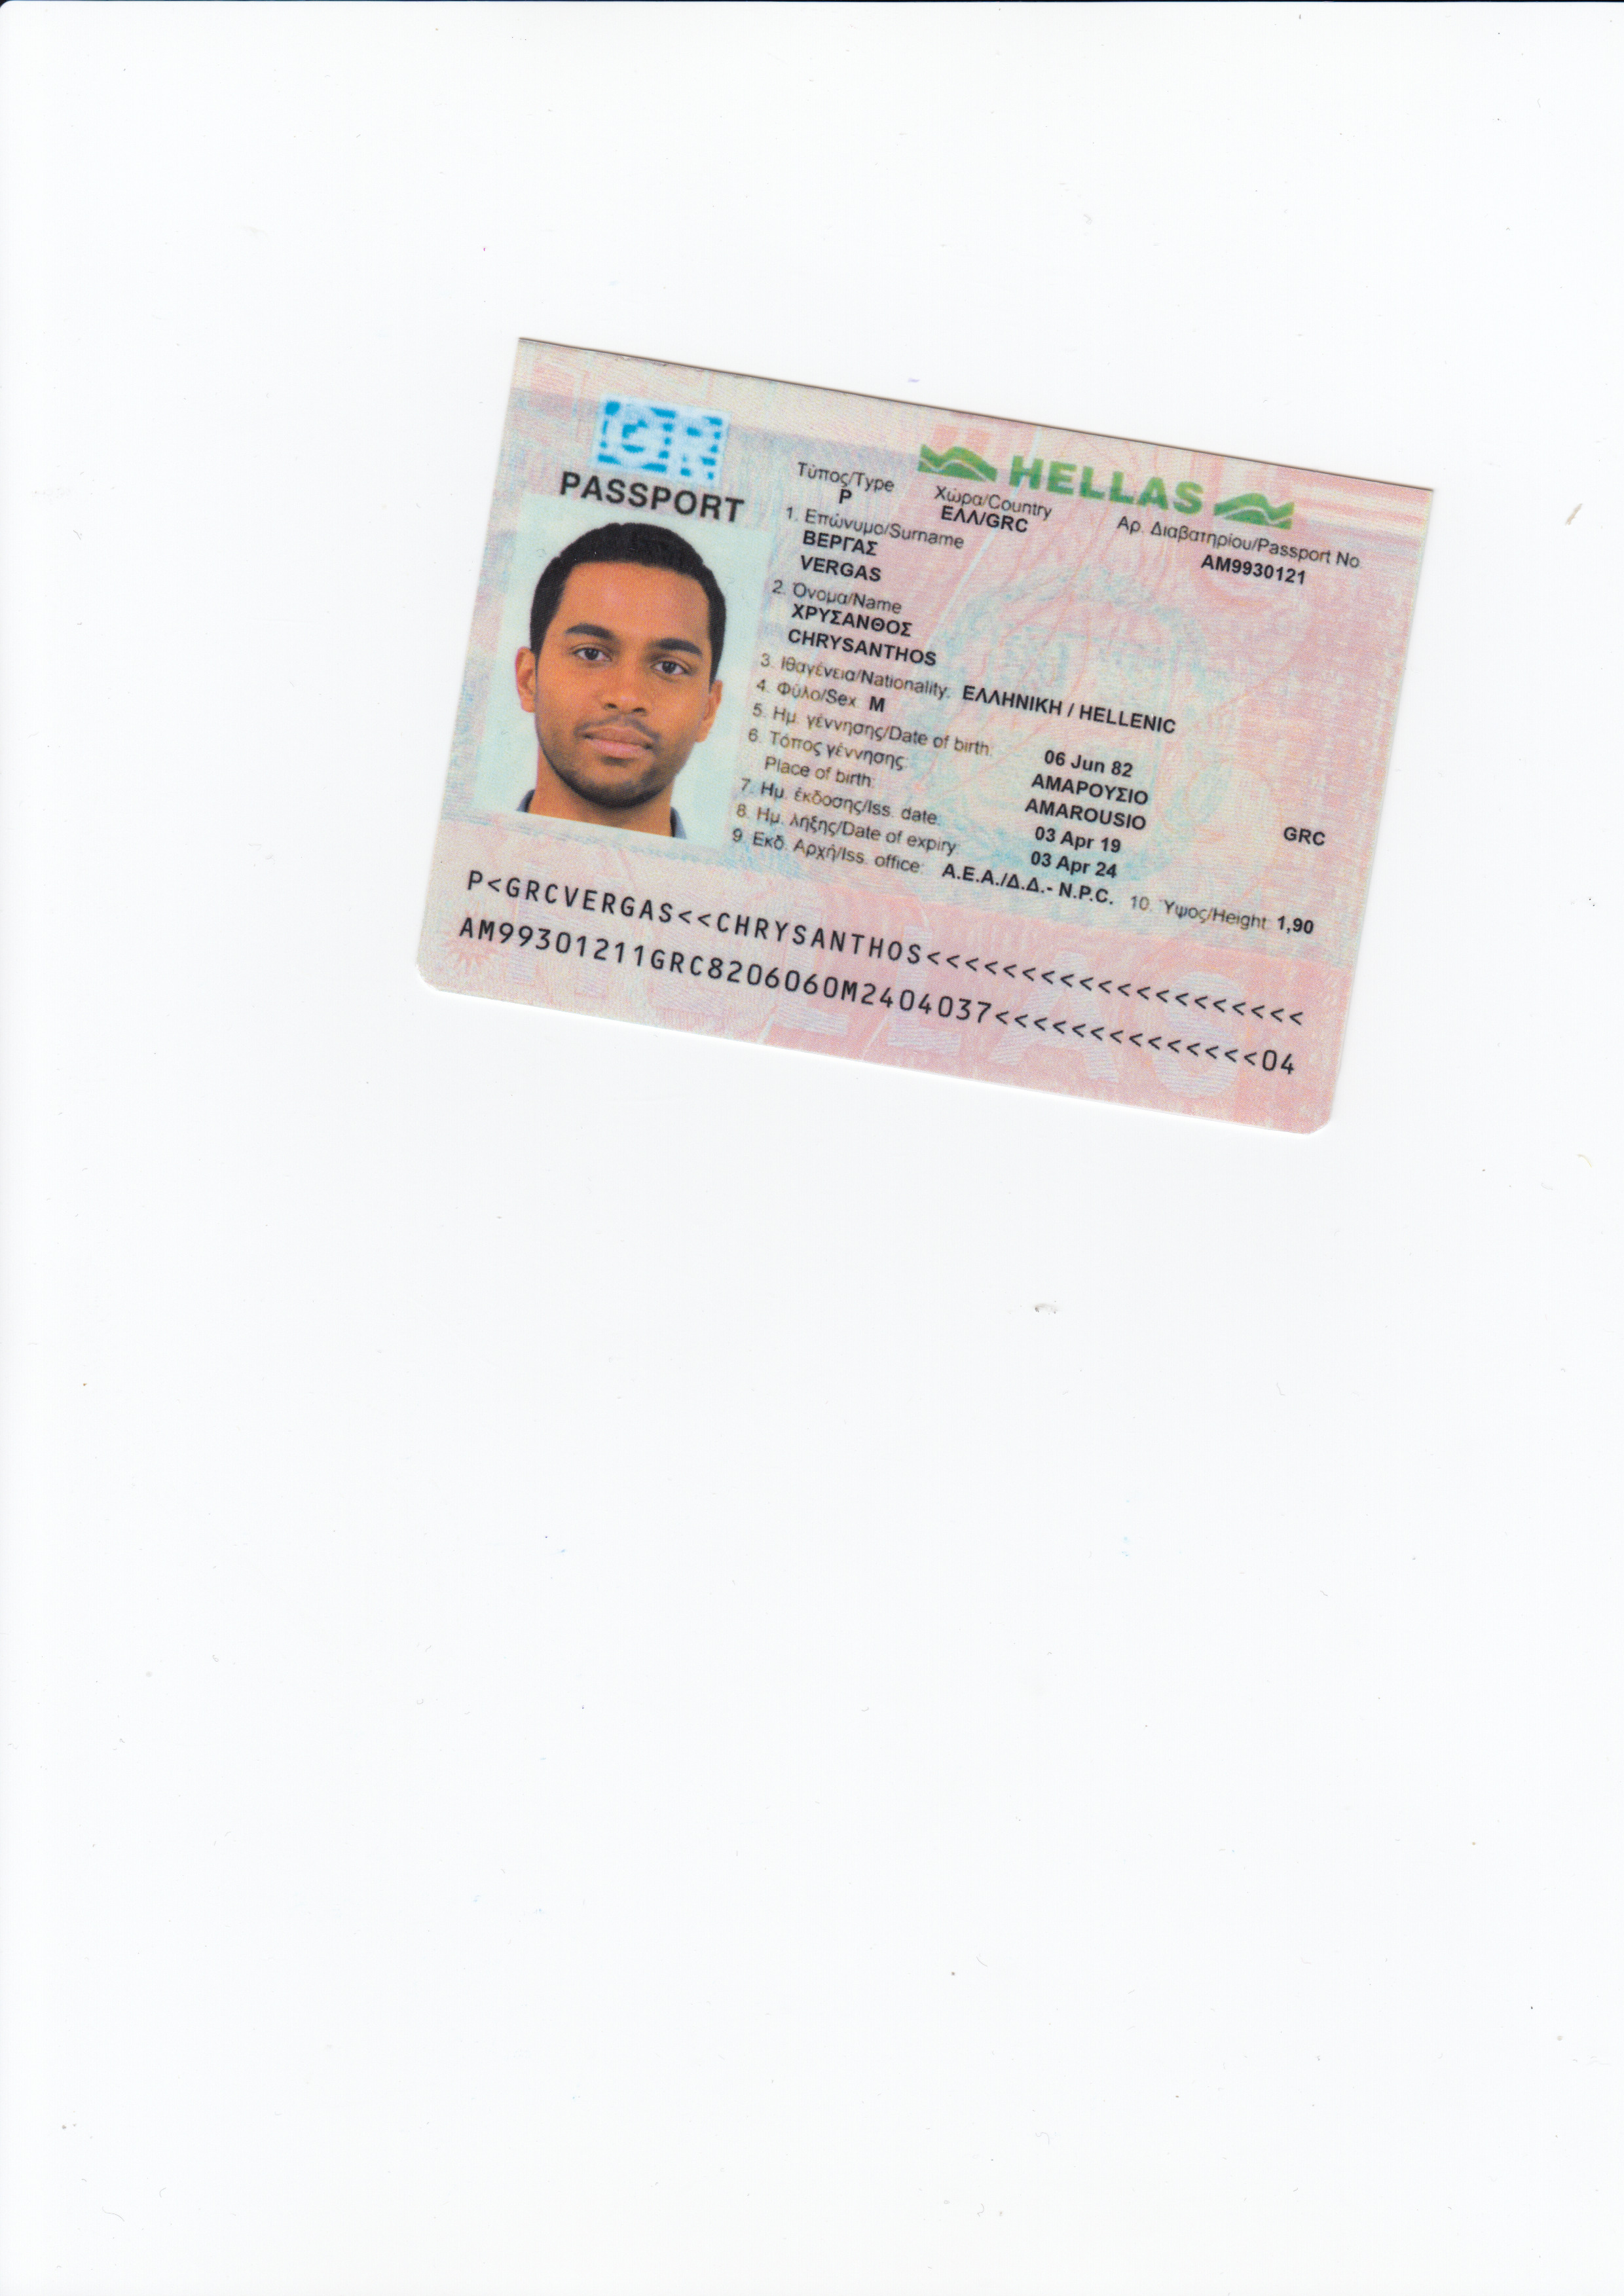 GR
PASSPORT
HELLAS
Τύπος/Type
P
Χώρα/Country
ΕΛΛ/GRC
Αρ. Διαβατηρίου/Passport No.
AM9930121
1. Επώνυμο/Surname
ΒΕΡΓΑΣ
VERGAS
2. Όνομα/Name
ΧΡΥΣΑΝΘΟΣ
CHRYSANTHOS
3. Ιθαγένεια/Nationality: ΕΛΛΗΝΙΚΗ / HELLENIC
4. Φύλο/Sex M
5. Ημ. γέννησης/Date of birth: 06 Jun 82
6. Τόπος γέννησης: ΑΜΑΡΟΥΣΙΟ
Place of birth: AMAROUSIO GRC
7. Ημ. έκδοσης/Iss. date: 03 Apr 19
8. Ημ. λήξης/Date of expiry: 03 Apr 24
9. Εκδ. Αρχή/Iss. office: Α.Ε.Α./Δ.Δ.- N.P.C. 10. Ύψος/Height: 1,90
P<GRCVERGAS<<CHRYSANTHOS<<<<<<<<<<<<<<<<<<<<
AM99301211GRC8206060M2404037<<<<<<<<<<<<<<04
HELLAS